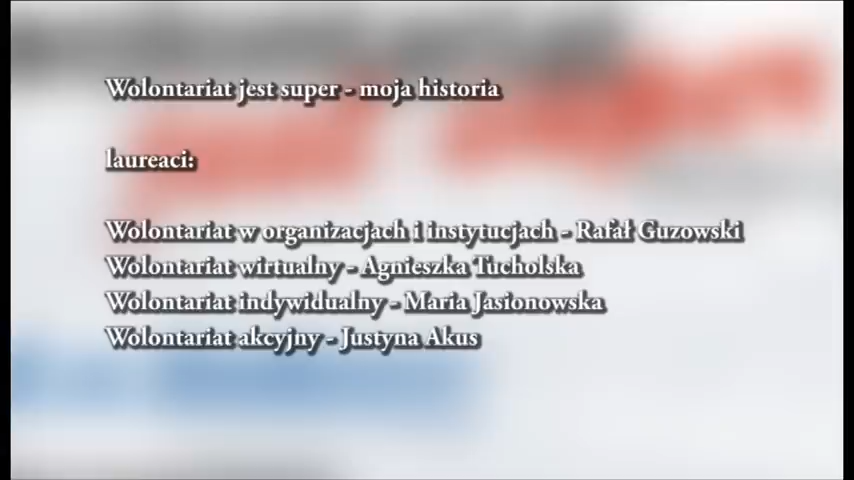 Wolontariat jest super - moja historia
laureaci:
Wolontariat w organizacjach i instytucjach - Rafał Guzowski
Wolontariat wirtualny - Agnieszka Tucholska
Wolontariat indywidualny - Maria Jasionowska
Wolontariat akcyjny - Justyna Akus